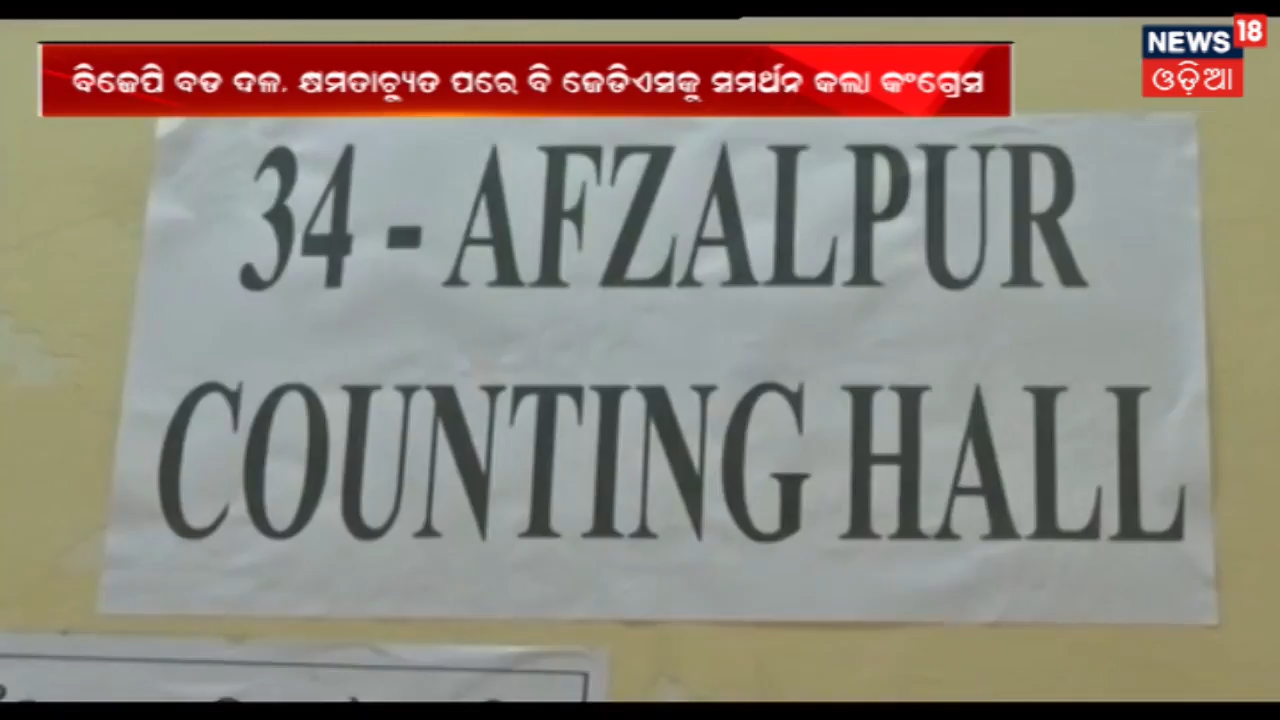 ବିଜେପି ବଡ ଦଳ, କ୍ଷମତାଚ୍ୟୁତ ପରେ ବି ଜେଡିଏସକୁ ସମର୍ଥନ କଲା କଂଗ୍ରେସ
NEWS 18
ଓଡ଼ିଆ
34 - AFZALPUR
COUNTING HALL